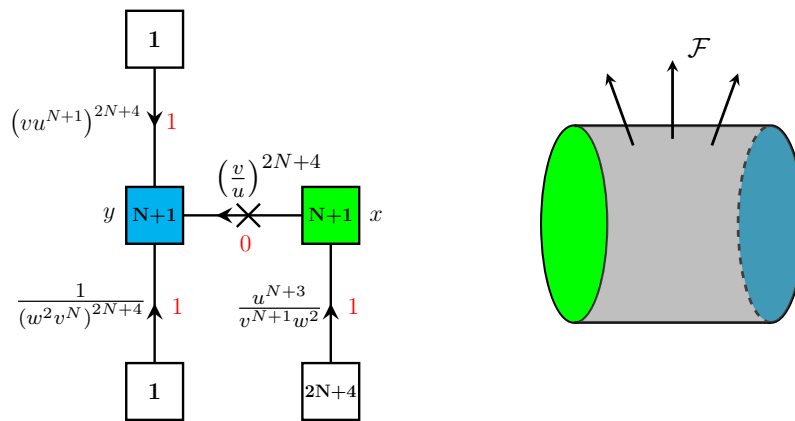 1
𝓕
(vu^{N+1})^{2N+4}
1
(v/u)^{2N+4}
y N+1 N+1 x
0
1/(w^2 v^N)^{2N+4} 1 u^{N+3}/(v^{N+1}w^2) 1
1 2N+4